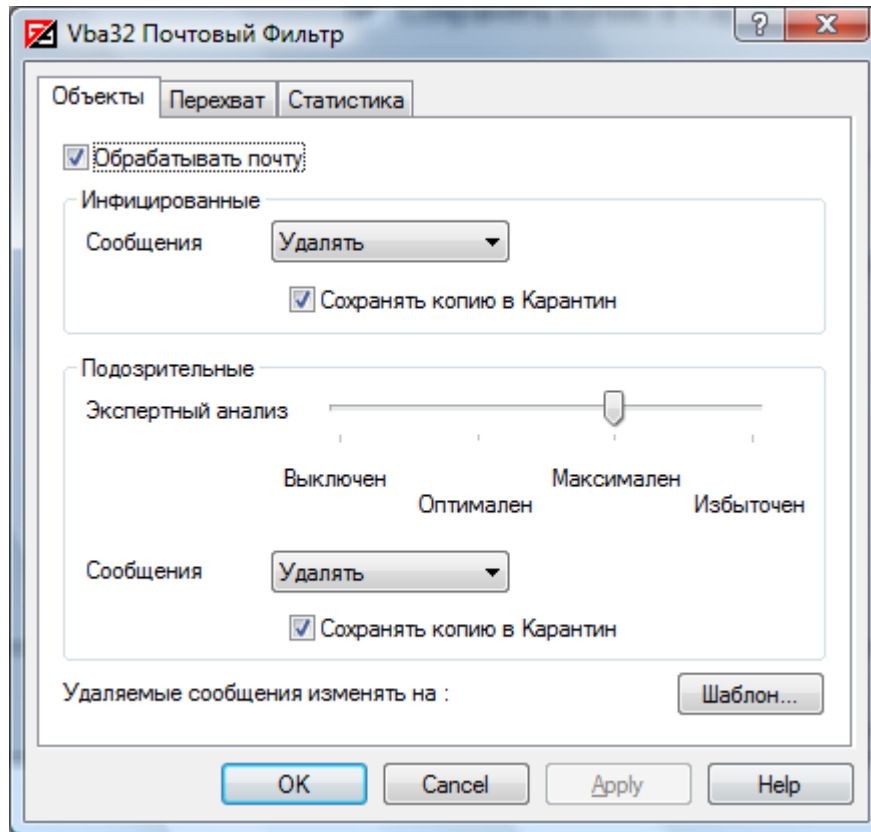 Vba32 Почтовый Фильтр
Объекты Перехват Статистика
Обрабатывать почту
Инфицированные
Сообщения Удалять
Сохранять копию в Карантин
Подозрительные
Экспертный анализ
Выключен Максимален
Оптимален Избыточен
Сообщения Удалять
Сохранять копию в Карантин
Удаляемые сообщения изменять на : Шаблон...
OK Cancel Apply Help